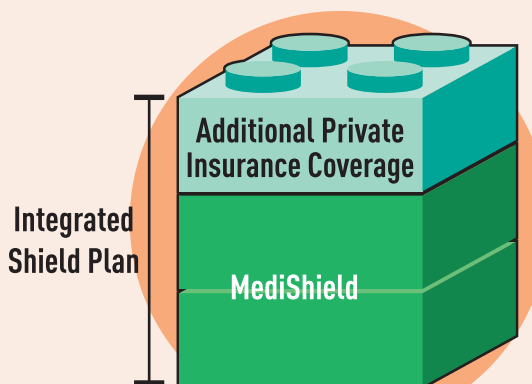 Additional Private
Insurance Coverage
Integrated
Shield Plan
MediShield